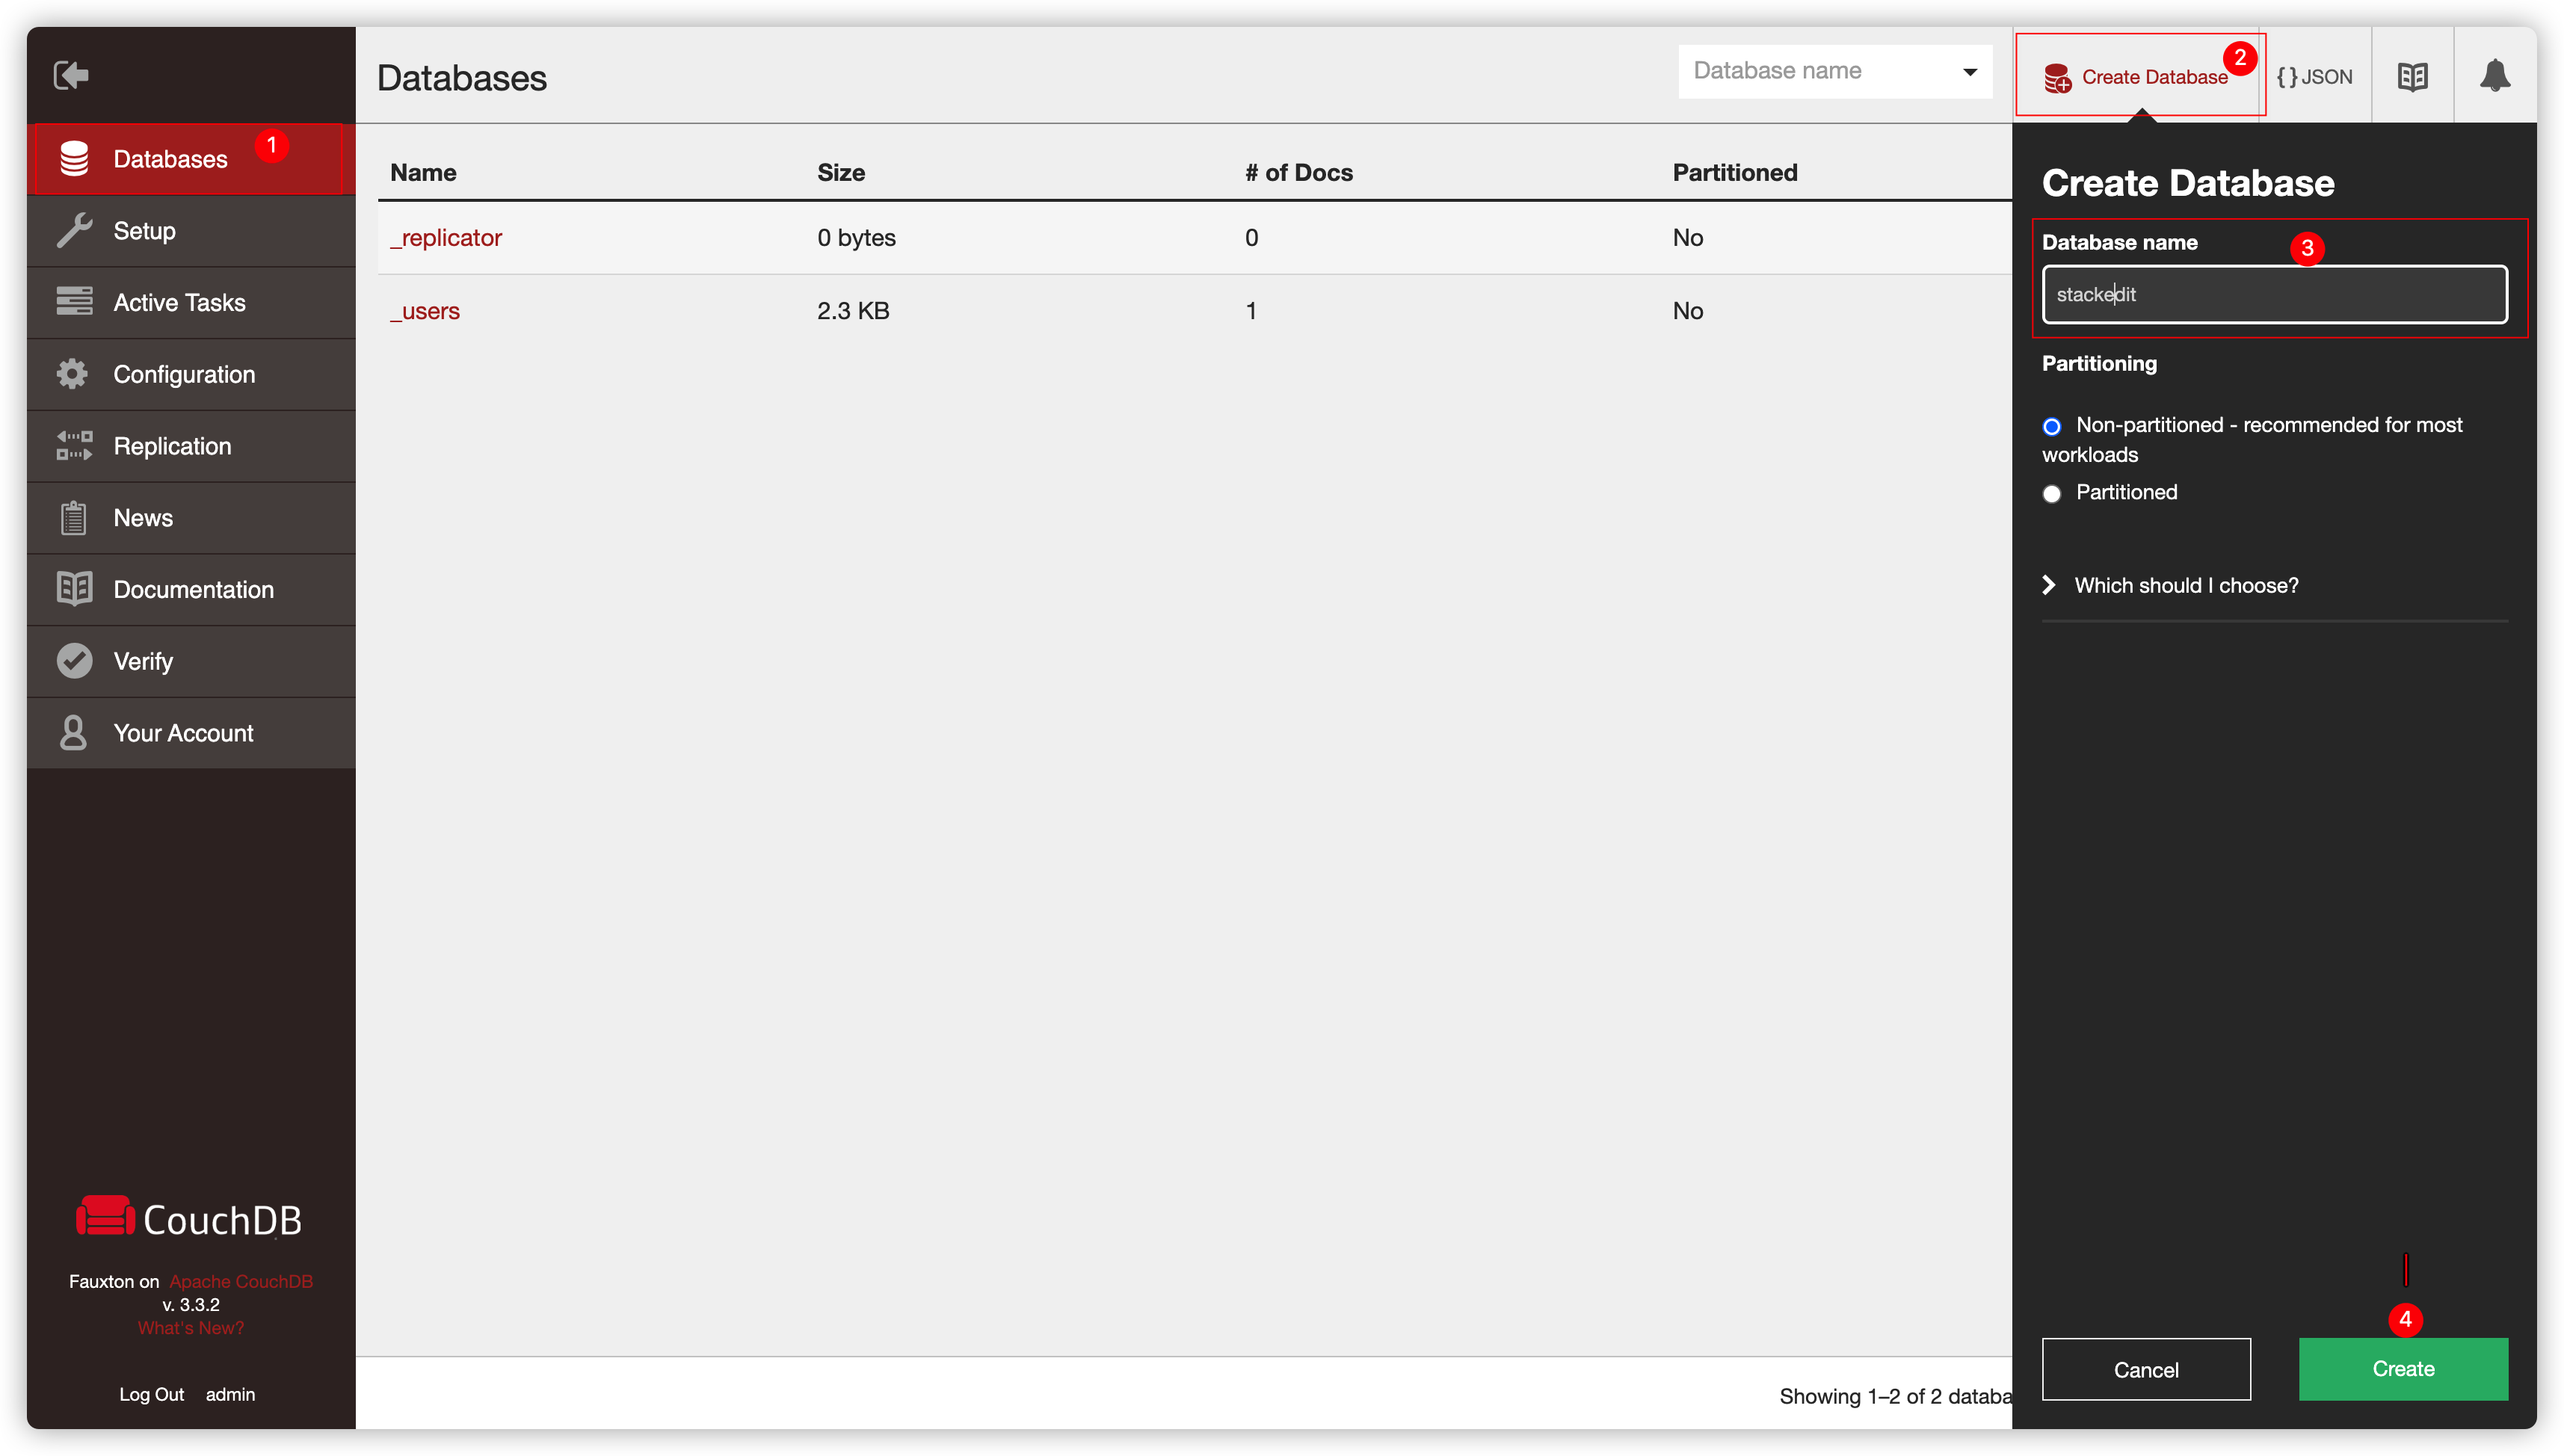 Databases
Database name
Create Database
2
{} JSON
Databases
1
Setup
Active Tasks
Configuration
Replication
News
Documentation
Verify
Your Account
CouchDB
Fauxton on Apache CouchDB
v. 3.3.2
What's New?
Log Out admin
Name Size # of Docs Partitioned
_replicator 0 bytes 0 No
_users 2.3 KB 1 No
Showing 1–2 of 2 databa
Create Database
Database name
3
stackedit
Partitioning
Non-partitioned - recommended for most
workloads
Partitioned
Which should I choose?
4
Cancel
Create